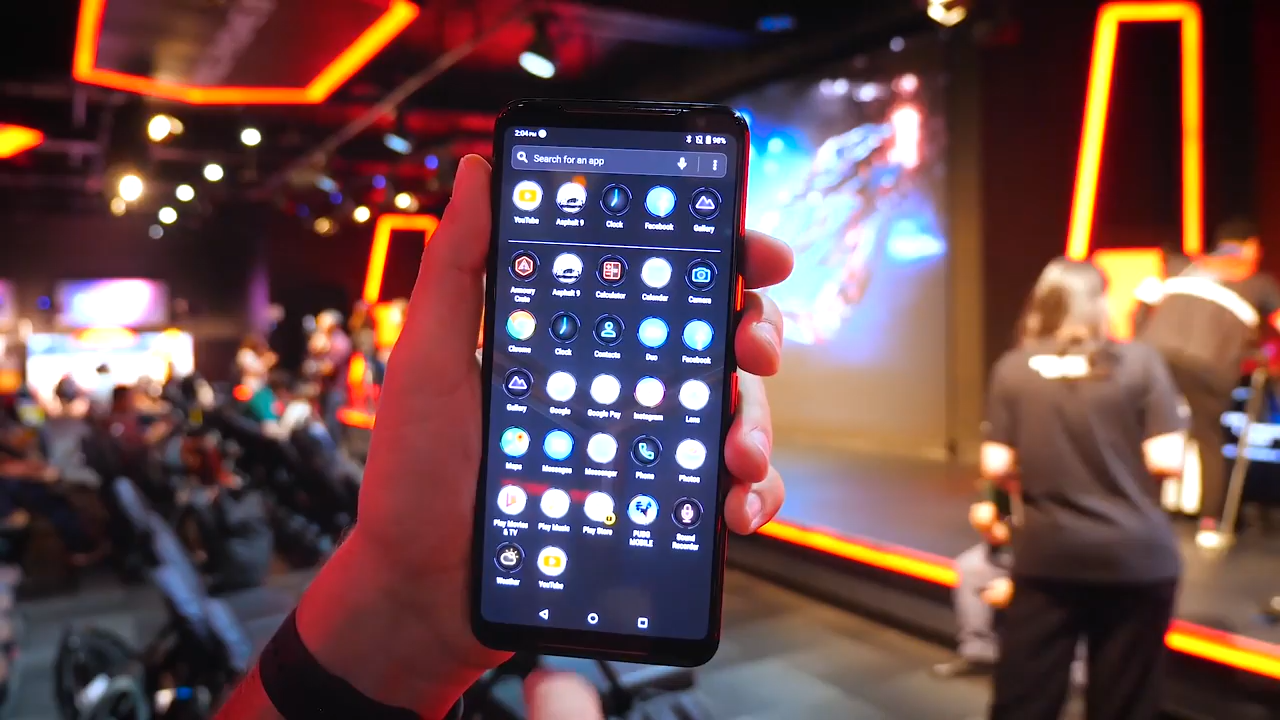 2:04 PM
98%
Search for an app
YouTube
Asphalt 9
Clock
Facebook
Gallery
Armoury Crate
Asphalt 9
Calculator
Calendar
Camera
Chrome
Clock
Contacts
Duo
Facebook
Gallery
Google
Google Pay
Instagram
Lens
Maps
Messages
Messenger
Phone
Photos
Play Movies & TV
Play Music
Play Store
PUBG MOBILE
Sound Recorder
Weather
YouTube